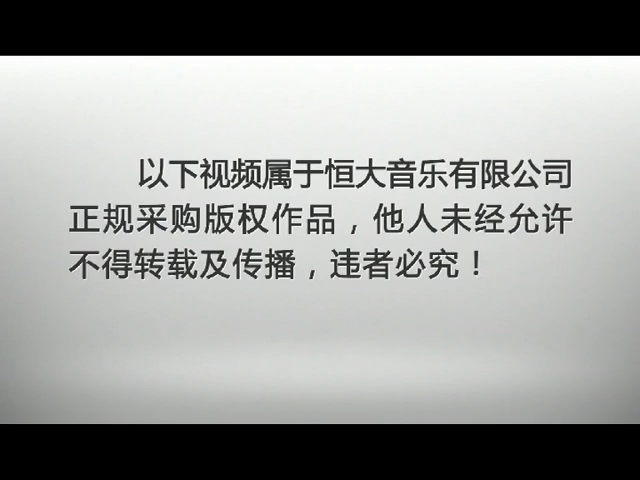 以下视频属于恒大音乐有限公司
正规采购版权作品，他人未经允许
不得转载及传播，违者必究！